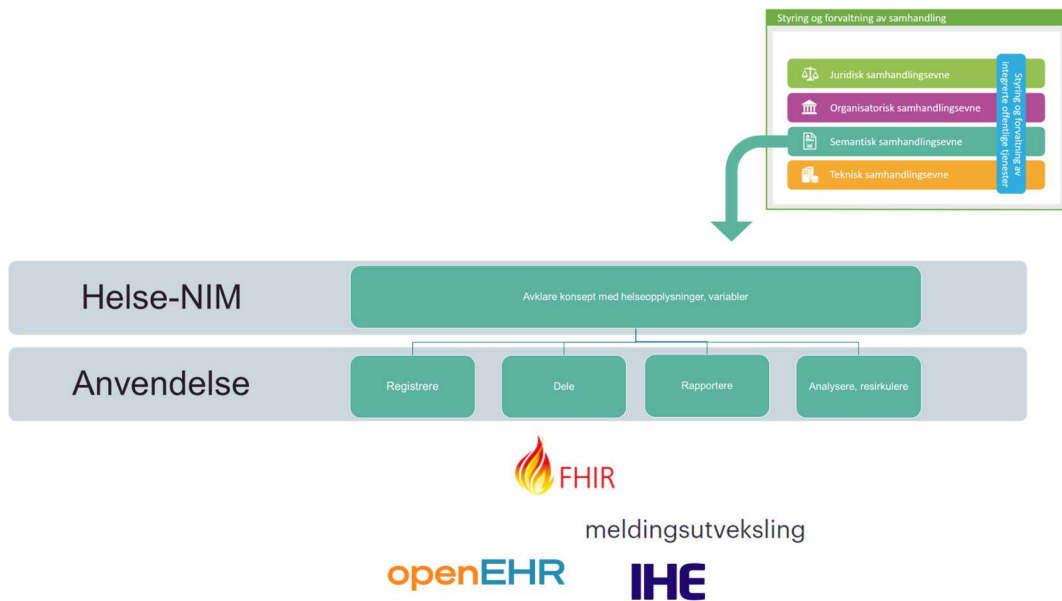 Styring og forvaltning av samhandling
Juridisk samhandlingsevne
Organisatorisk samhandlingsevne
Semantisk samhandlingsevne
Teknisk samhandlingsevne
Styring og forvaltning av
integrerte offentlige tjenester
Helse-NIM
Avklare konsept med helseopplysninger, variabler
Anvendelse
Registrere
Dele
Rapportere
Analysere, resirkulere
FHIR
meldingsutveksling
openEHR
IHE